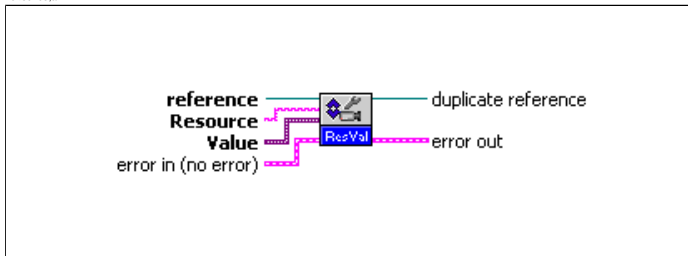 reference
Resource
Value
error in (no error)
ResVal
duplicate reference
error out